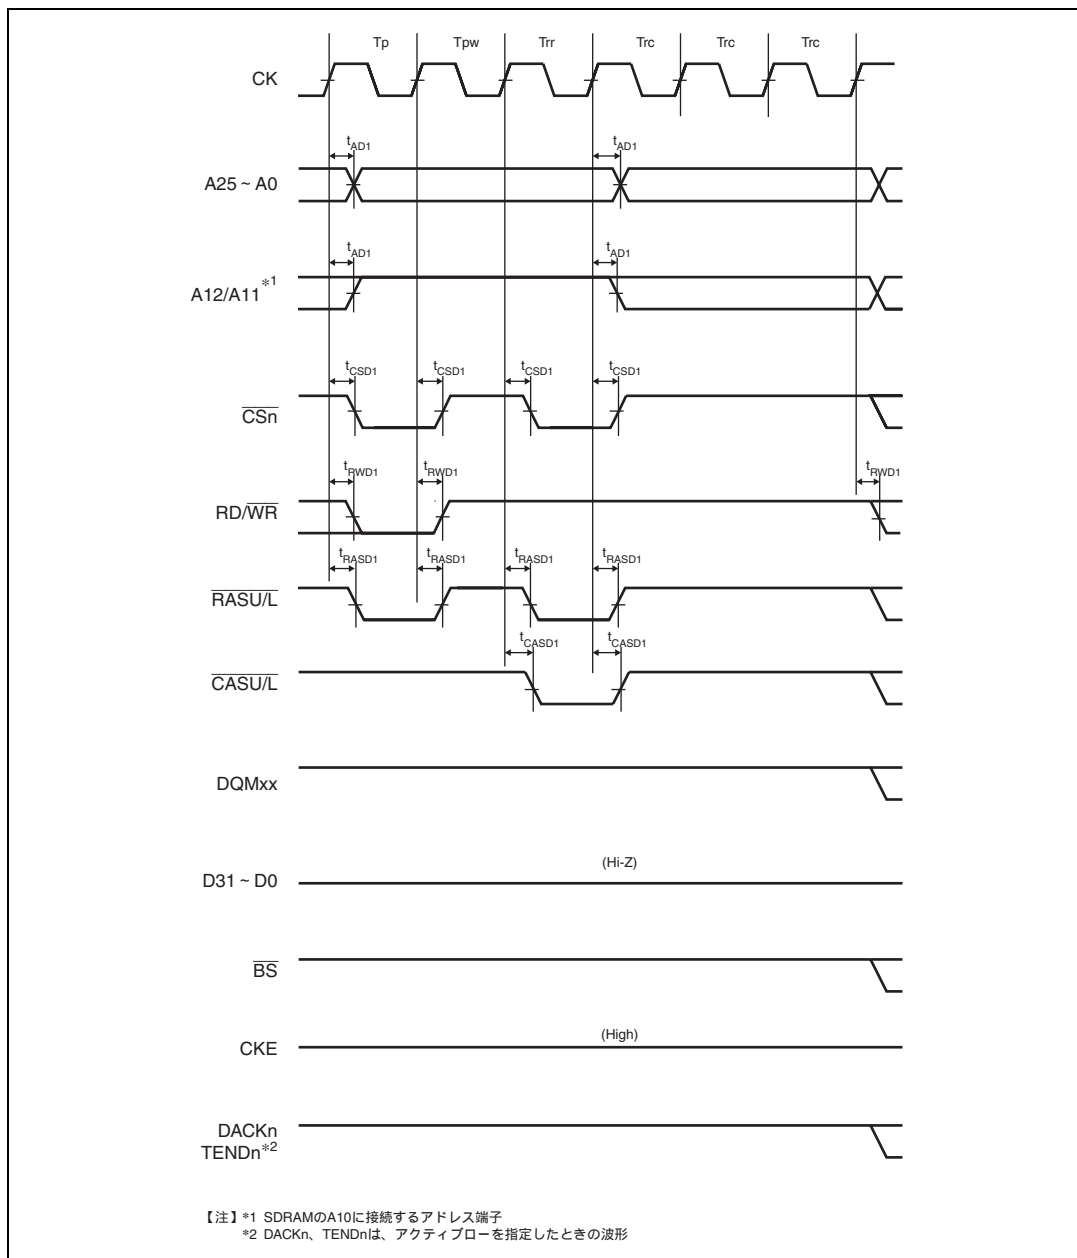 Tp Tpw Trr Trc Trc Trc
CK
tAD1 tAD1
A25 ~ A0
tAD1 tAD1
A12/A11*1
tCSD1 tCSD1 tCSD1 tCSD1
CSn
tRWD1 tRWD1 tRWD1
RD/WR
tRASD1 tRASD1 tRASD1 tRASD1
RASU/L
tCASD1 tCASD1
CASU/L
DQMxx
(Hi-Z)
D31 ~ D0
BS
(High)
CKE
DACKn
TENDn*2
【注】*1 SDRAMのA10に接続するアドレス端子
*2 DACKn、TENDnは、アクティブローを指定したときの波形